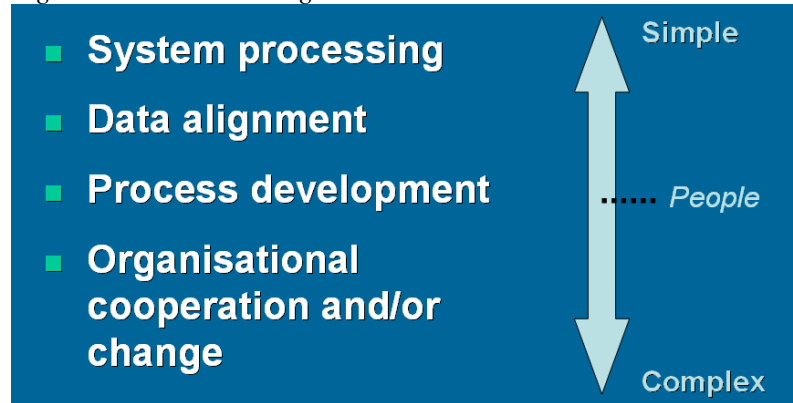 System processing
Data alignment
Process development
Organisational
cooperation and/or
change
Simple
People
Complex